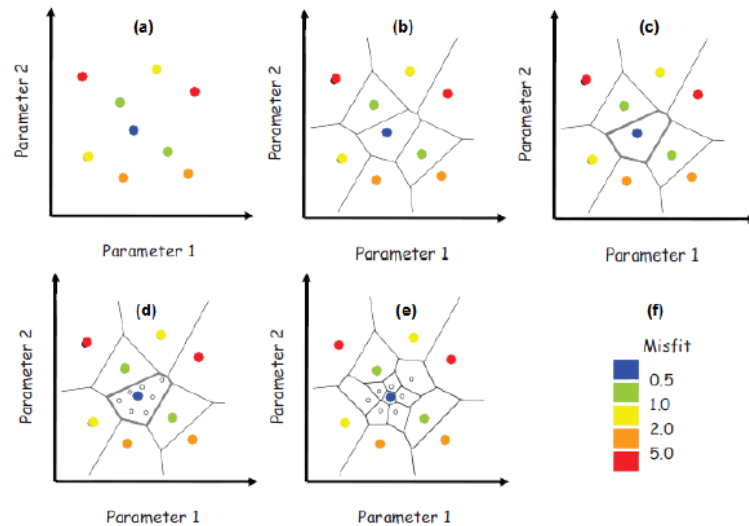 (a)
Parameter 2
Parameter 1
(b)
Parameter 2
Parameter 1
(c)
Parameter 2
Parameter 1
(d)
Parameter 2
Parameter 1
(e)
Parameter 2
Parameter 1
(f)
Misfit
0.5
1.0
2.0
5.0